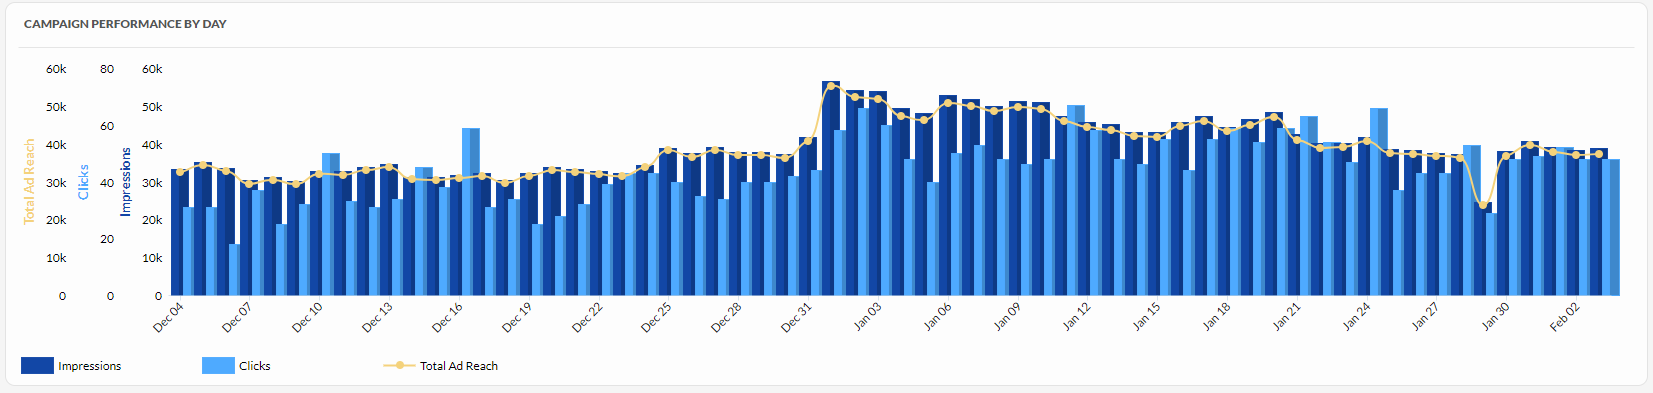 CAMPAIGN PERFORMANCE BY DAY
60k 80 60k
50k 50k
60
40k 40k
30k 40 30k
20k 20k
20
10k 10k
0 0 0
Total Ad Reach
Clicks
Impressions
Dec 04 Dec 07 Dec 10 Dec 13 Dec 16 Dec 19 Dec 22 Dec 25 Dec 28 Dec 31 Jan 03 Jan 06 Jan 09 Jan 12 Jan 15 Jan 18 Jan 21 Jan 24 Jan 27 Jan 30 Feb 02
Impressions Clicks Total Ad Reach